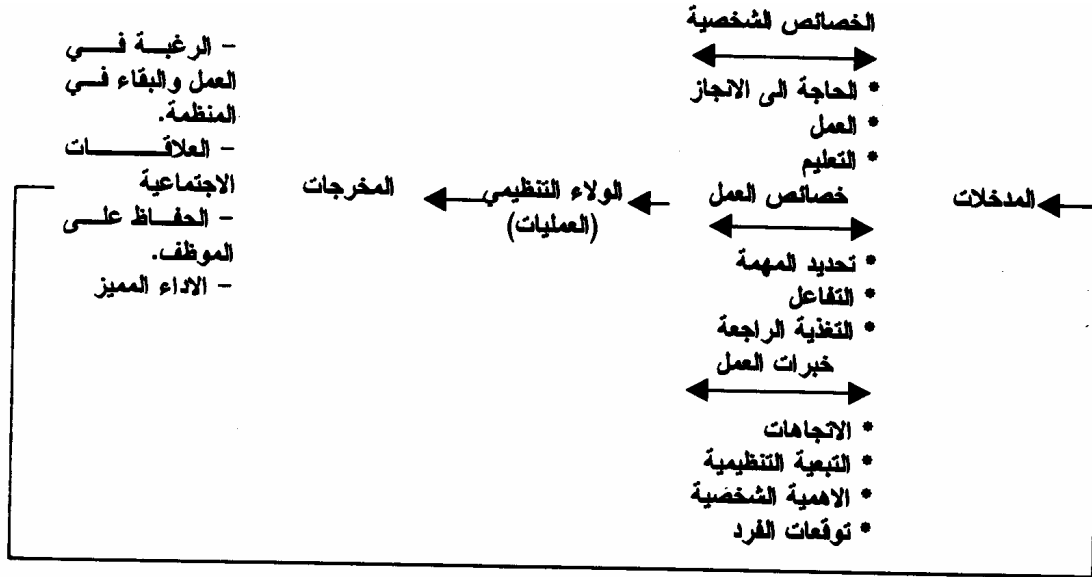 المدخلات
الخصائص الشخصية
* الحاجة الى الانجاز
* العمل
* التعليم
خصائص العمل
* تحديد المهمة
* التفاعل
* التغذية الراجعة
خبرات العمل
* الاتجاهات
* التبعية التنظيمية
* الاهمية الشخصية
* توقعات الفرد
الولاء التنظيمي
(العمليات)
المخرجات
- الرغبة في
العمل والبقاء في
المنظمة.
- العلاقات
الاجتماعية
- الحفاظ على
الموظف.
- الاداء المميز